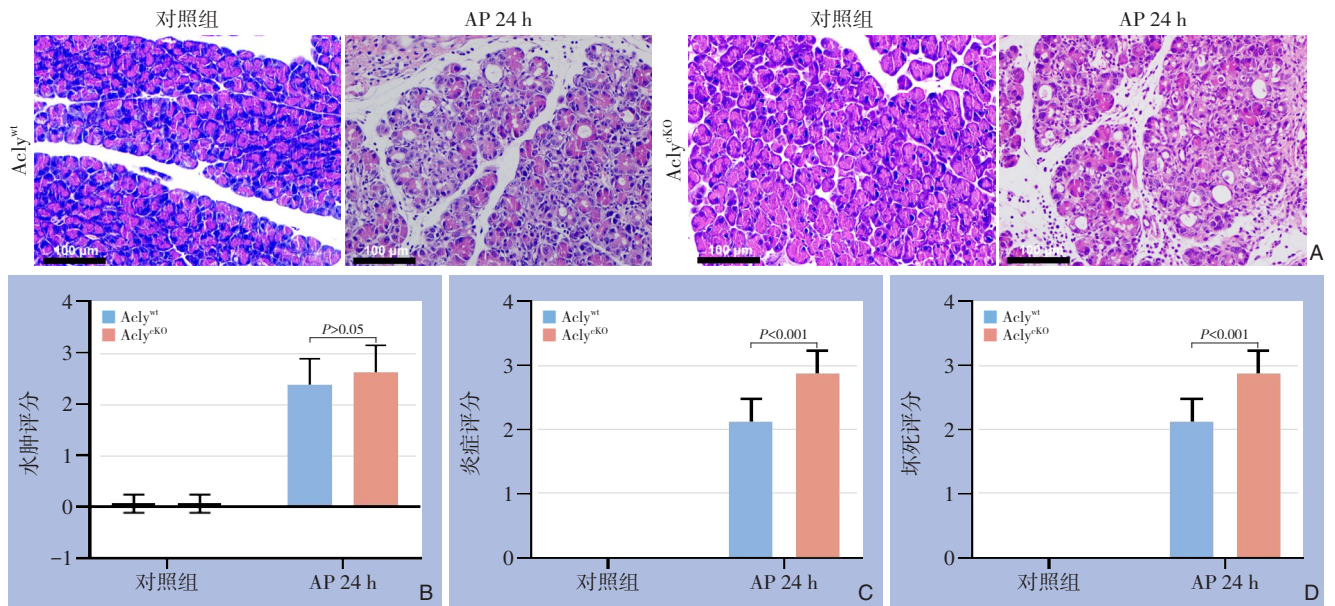 对照组
AP 24 h
对照组
AP 24 h
Acly^wt
100 μm
100 μm
Acly^cKO
100 μm
100 μm
A
4
3
2
1
0
−1
水肿评分
Acly^wt
Acly^cKO
P>0.05
对照组
AP 24 h
B
4
3
2
1
0
炎症评分
Acly^wt
Acly^cKO
P<0.001
对照组
AP 24 h
C
4
3
2
1
0
坏死评分
Acly^wt
Acly^cKO
P<0.001
对照组
AP 24 h
D